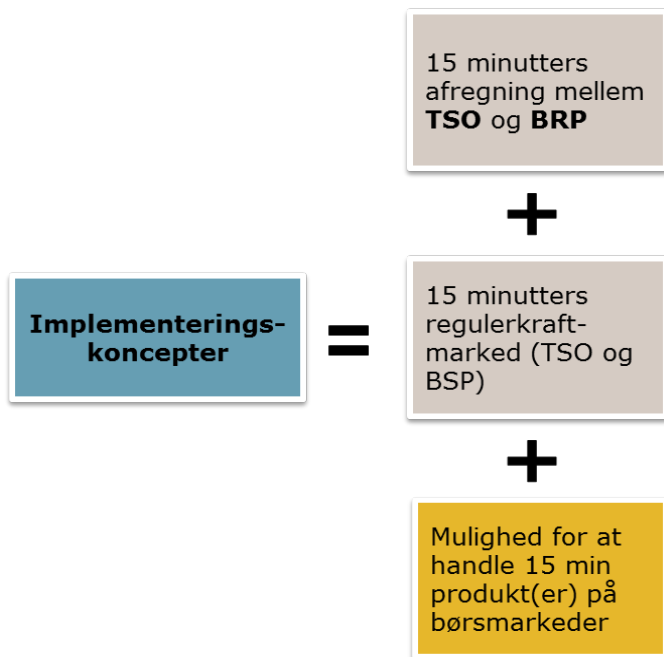 15 minutters
afregning mellem
TSO og BRP
+
Implementerings-
koncepter
=
15 minutters
regulerkraft-
marked (TSO og
BSP)
+
Mulighed for at
handle 15 min
produkt(er) på
børsmarkeder